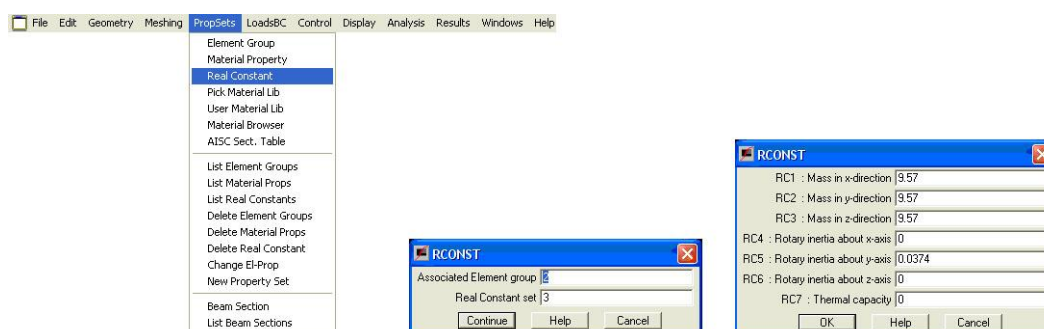 File Edit Geometry Meshing PropSets LoadsBC Control Display Analysis Results Windows Help
Element Group
Material Property
Real Constant
Pick Material Lib
User Material Lib
Material Browser
AISC Sect. Table
List Element Groups
List Material Props
List Real Constants
Delete Element Groups
Delete Material Props
Delete Real Constant
Change El-Prop
New Property Set
Beam Section
List Beam Sections
RCONST
Associated Element group 2
Real Constant set 3
Continue Help Cancel
RCONST
RC1 : Mass in x-direction 9.57
RC2 : Mass in y-direction 9.57
RC3 : Mass in z-direction 9.57
RC4 : Rotary inertia about x-axis 0
RC5 : Rotary inertia about y-axis 0.0374
RC6 : Rotary inertia about z-axis 0
RC7 : Thermal capacity 0
OK Help Cancel